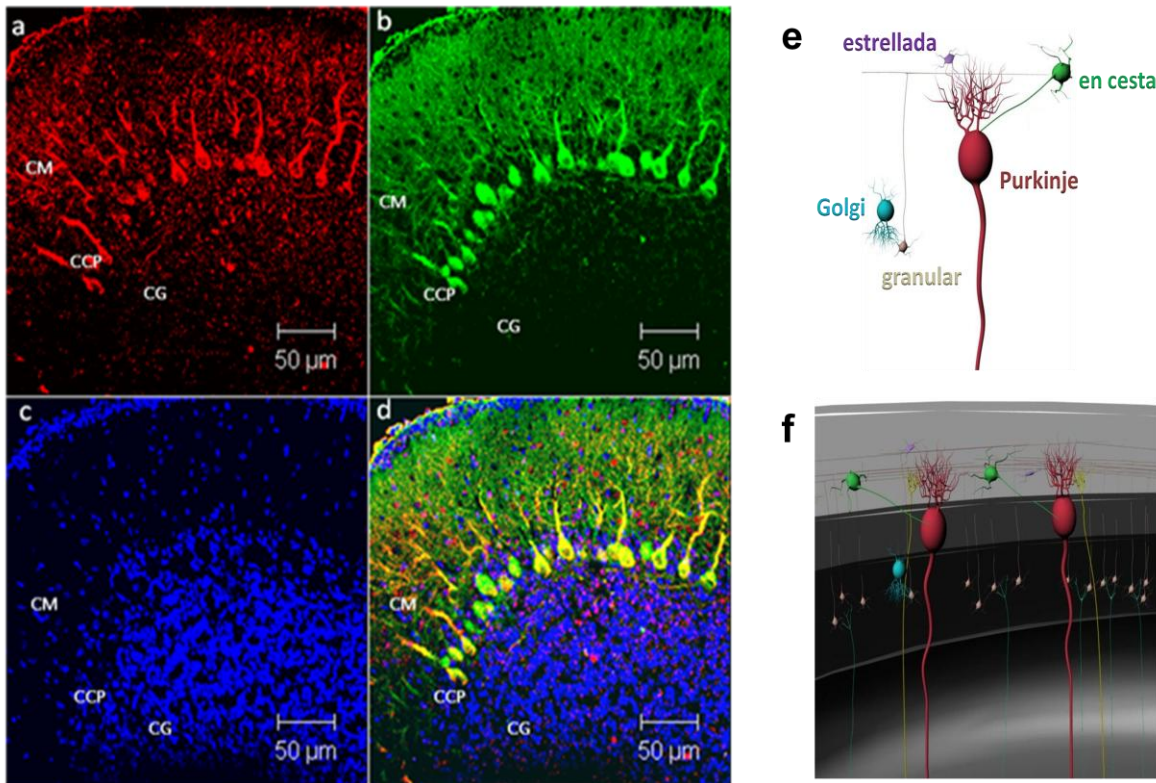 a
CM
CCP
CG
50 µm
b
CM
CCP
CG
50 µm
c
CM
CCP
CG
50 µm
d
CM
CCP
CG
50 µm
e
estrellada
en cesta
Purkinje
Golgi
granular
f